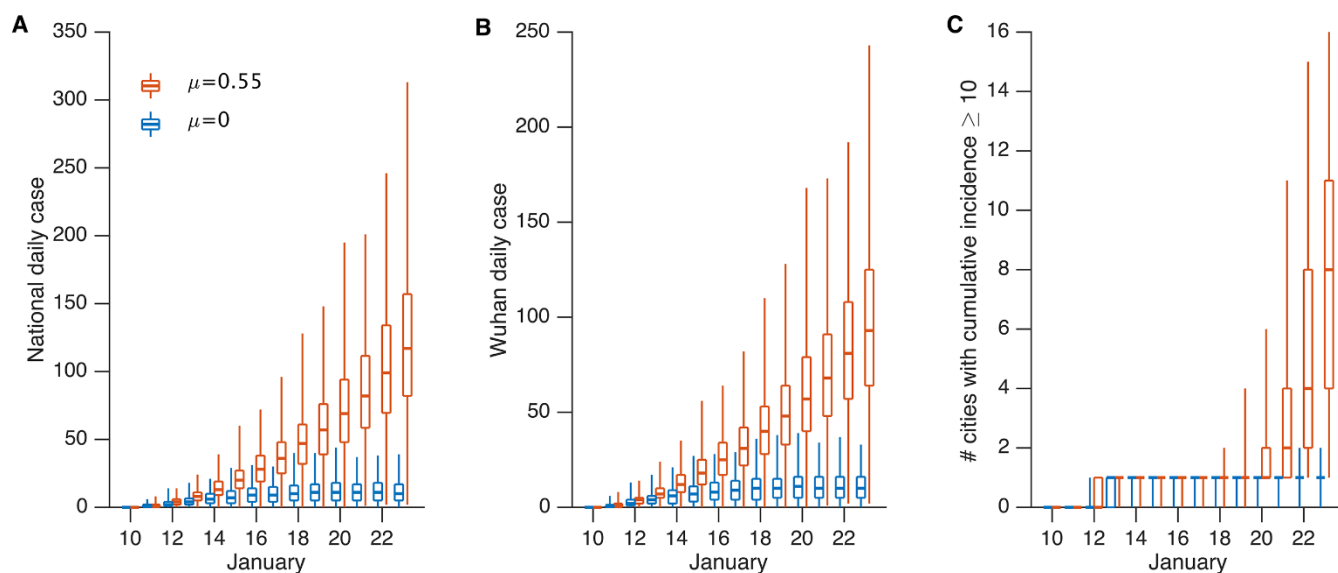 A
National daily case
350
300
250
200
150
100
50
0
μ=0.55
μ=0
10 12 14 16 18 20 22
January
B
Wuhan daily case
250
200
150
100
50
0
10 12 14 16 18 20 22
January
C
# cities with cumulative incidence ≥ 10
16
14
12
10
8
6
4
2
0
10 12 14 16 18 20 22
January